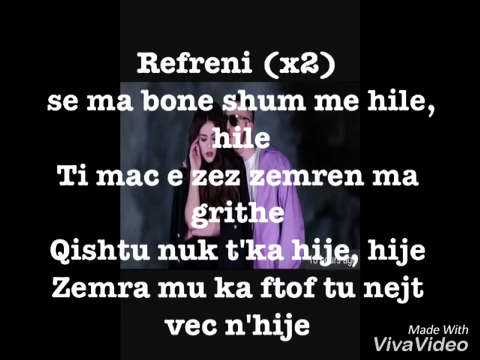 Refreni (x2)
se ma bone shum me hile,
hile
Ti mac e zez zemren ma
grithe
Qishtu nuk t'ka hije, hije
Zemra mu ka ftof tu nejt
vec n'hije
Made With
VivaVideo